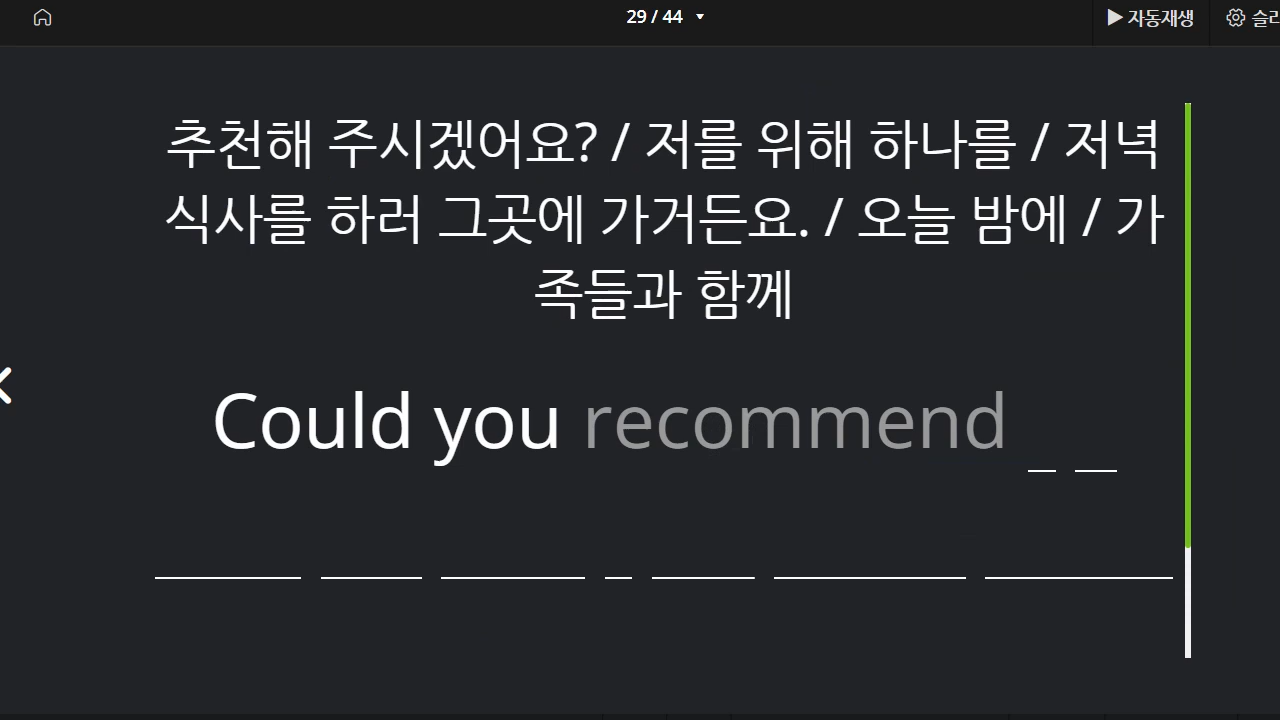 29 / 44
자동재생
추천해 주시겠어요? / 저를 위해 하나를 / 저녁
식사를 하러 그곳에 가거든요. / 오늘 밤에 / 가
족들과 함께
Could you recommend